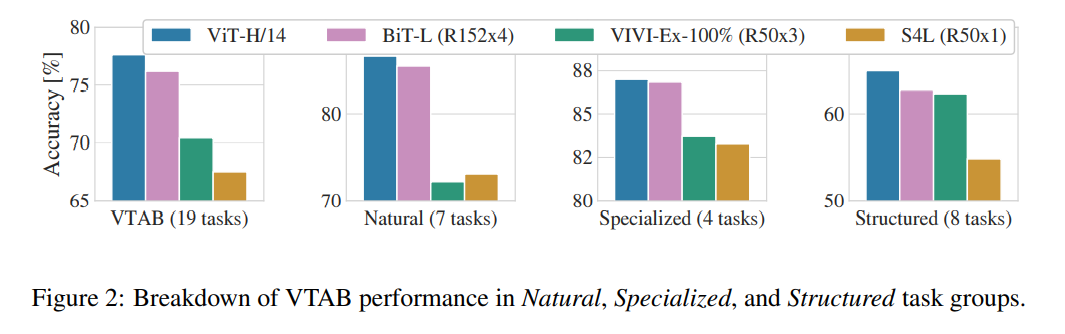 ViT-H/14 BiT-L (R152x4) VIVI-Ex-100% (R50x3) S4L (R50x1)
Accuracy [%]
80
75
70
65
VTAB (19 tasks)
80
70
Natural (7 tasks)
88
85
82
80
Specialized (4 tasks)
60
50
Structured (8 tasks)
Figure 2: Breakdown of VTAB performance in Natural, Specialized, and Structured task groups.